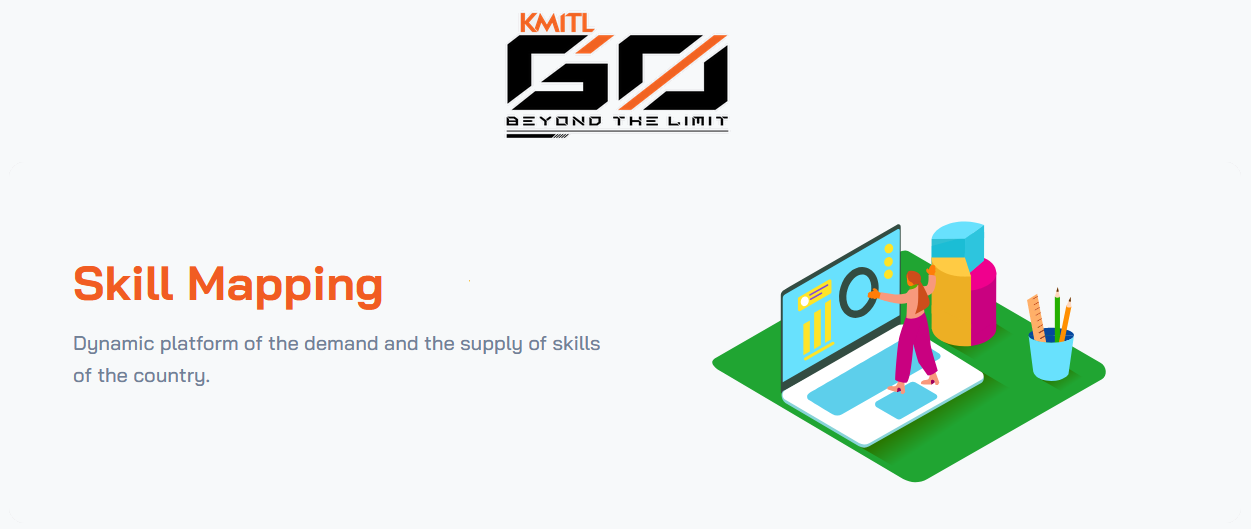 KMITL
GO
BEYOND THE LIMIT
Skill Mapping
Dynamic platform of the demand and the supply of skills
of the country.